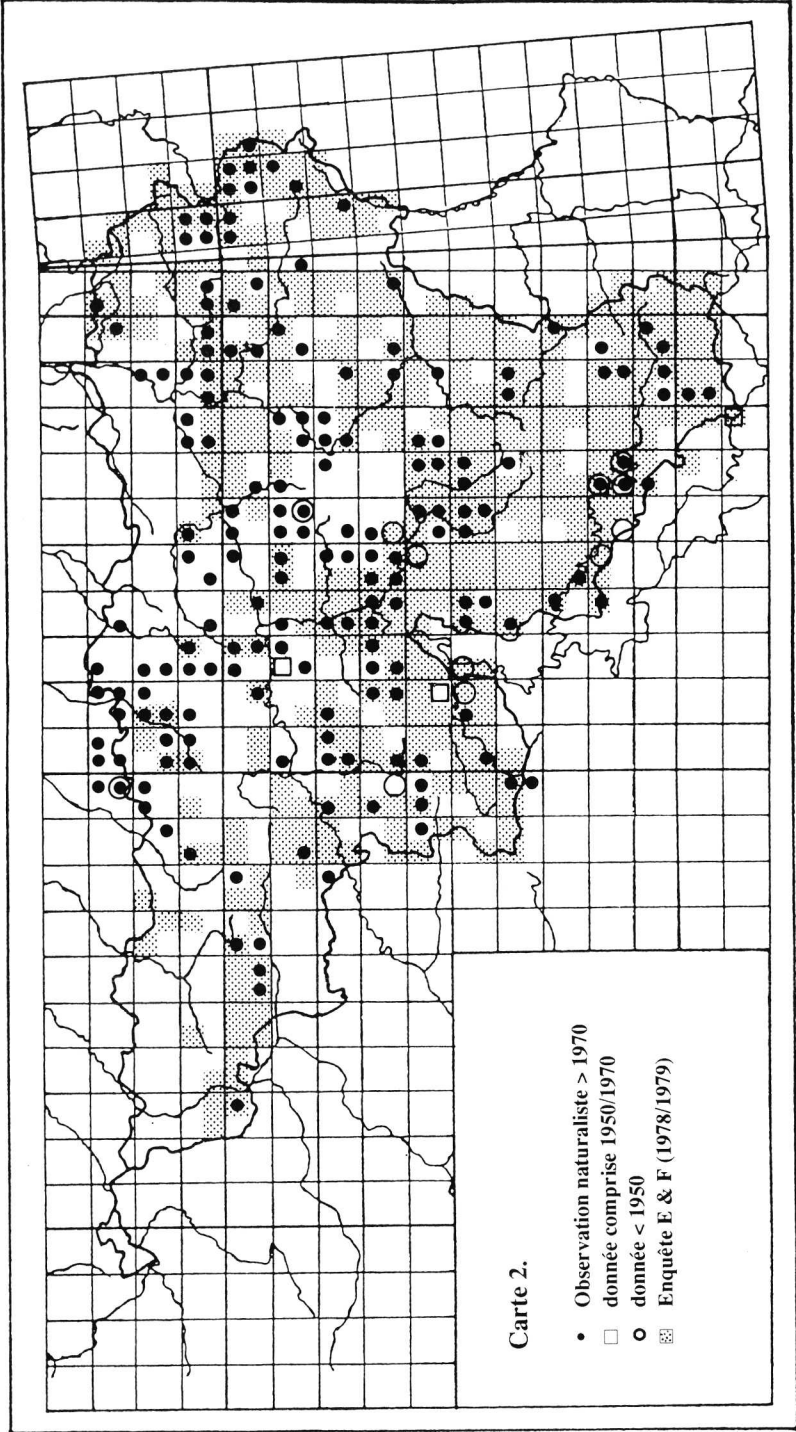 Carte 2.
• Observation naturaliste > 1970
□ donnée comprise 1950/1970
○ donnée < 1950
▒ Enquête E & F (1978/1979)